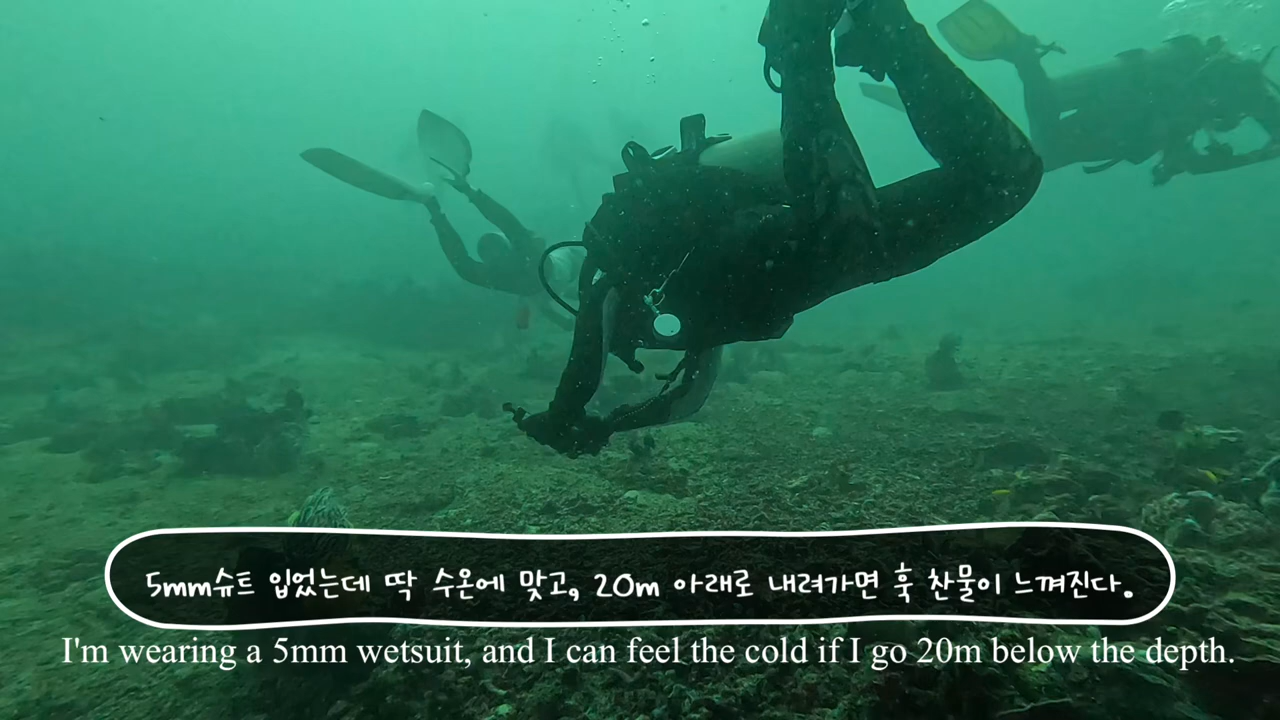 5mm슈트 입었는데 딱 수온에 맞고, 20m 아래로 내려가면 훅 찬물이 느껴진다.
I'm wearing a 5mm wetsuit, and I can feel the cold if I go 20m below the depth.